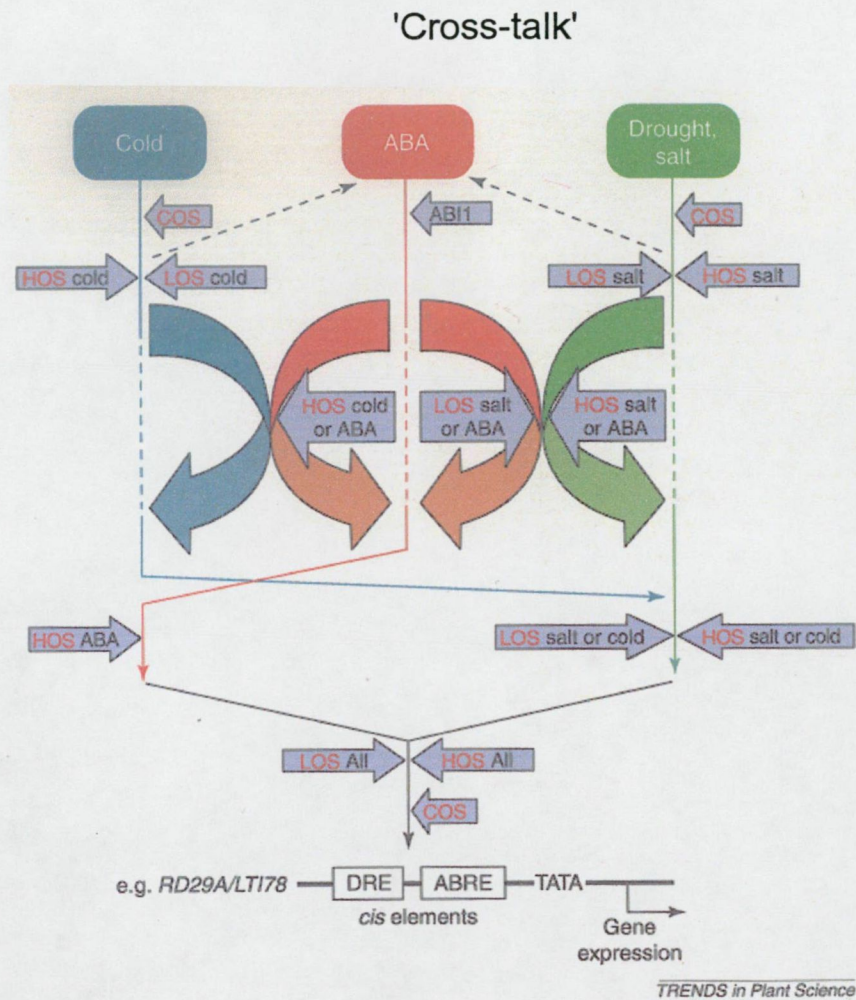 'Cross-talk'
Cold
ABA
Drought,
salt
COS
ABI1
COS
HOS cold
LOS cold
LOS salt
HOS salt
HOS cold
or ABA
LOS salt
or ABA
HOS salt
or ABA
HOS ABA
LOS salt or cold
HOS salt or cold
LOS All
HOS All
COS
e.g. RD29A/LTI78
DRE
ABRE
TATA
cis elements
Gene
expression
TRENDS in Plant Science